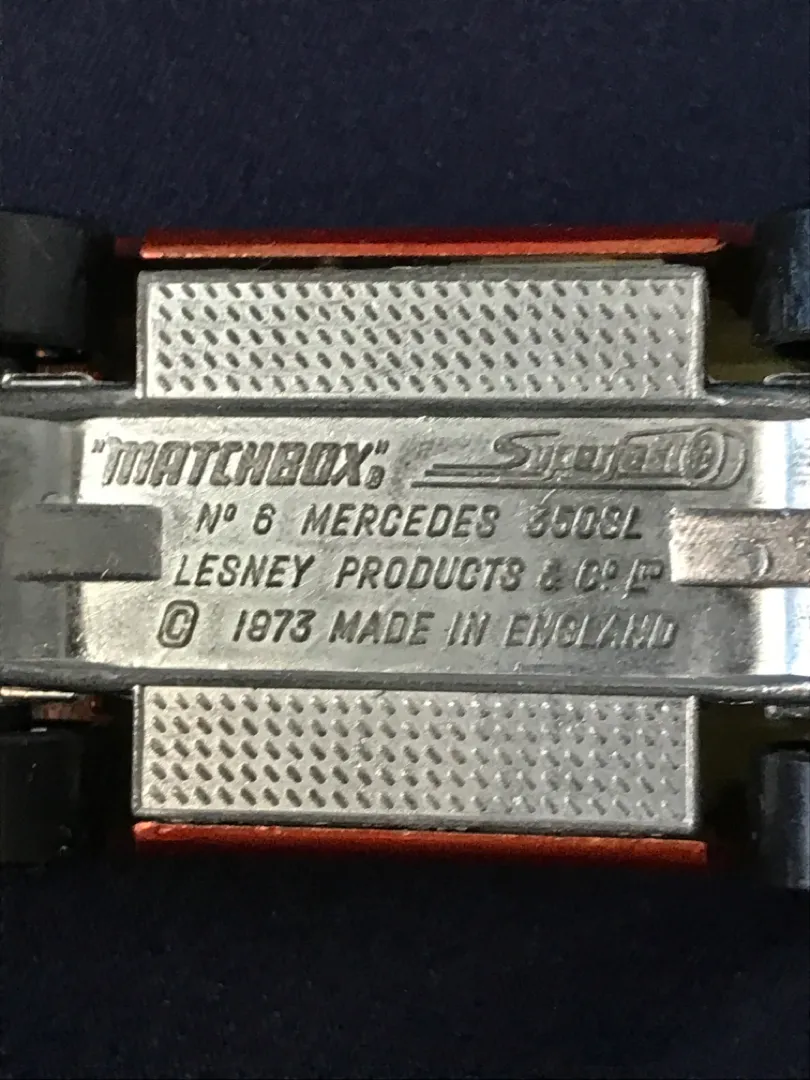 "MATCHBOX"® Superfast
Nº 6 MERCEDES 350SL
LESNEY PRODUCTS & Cº Lᵀᴰ
© 1973 MADE IN ENGLAND